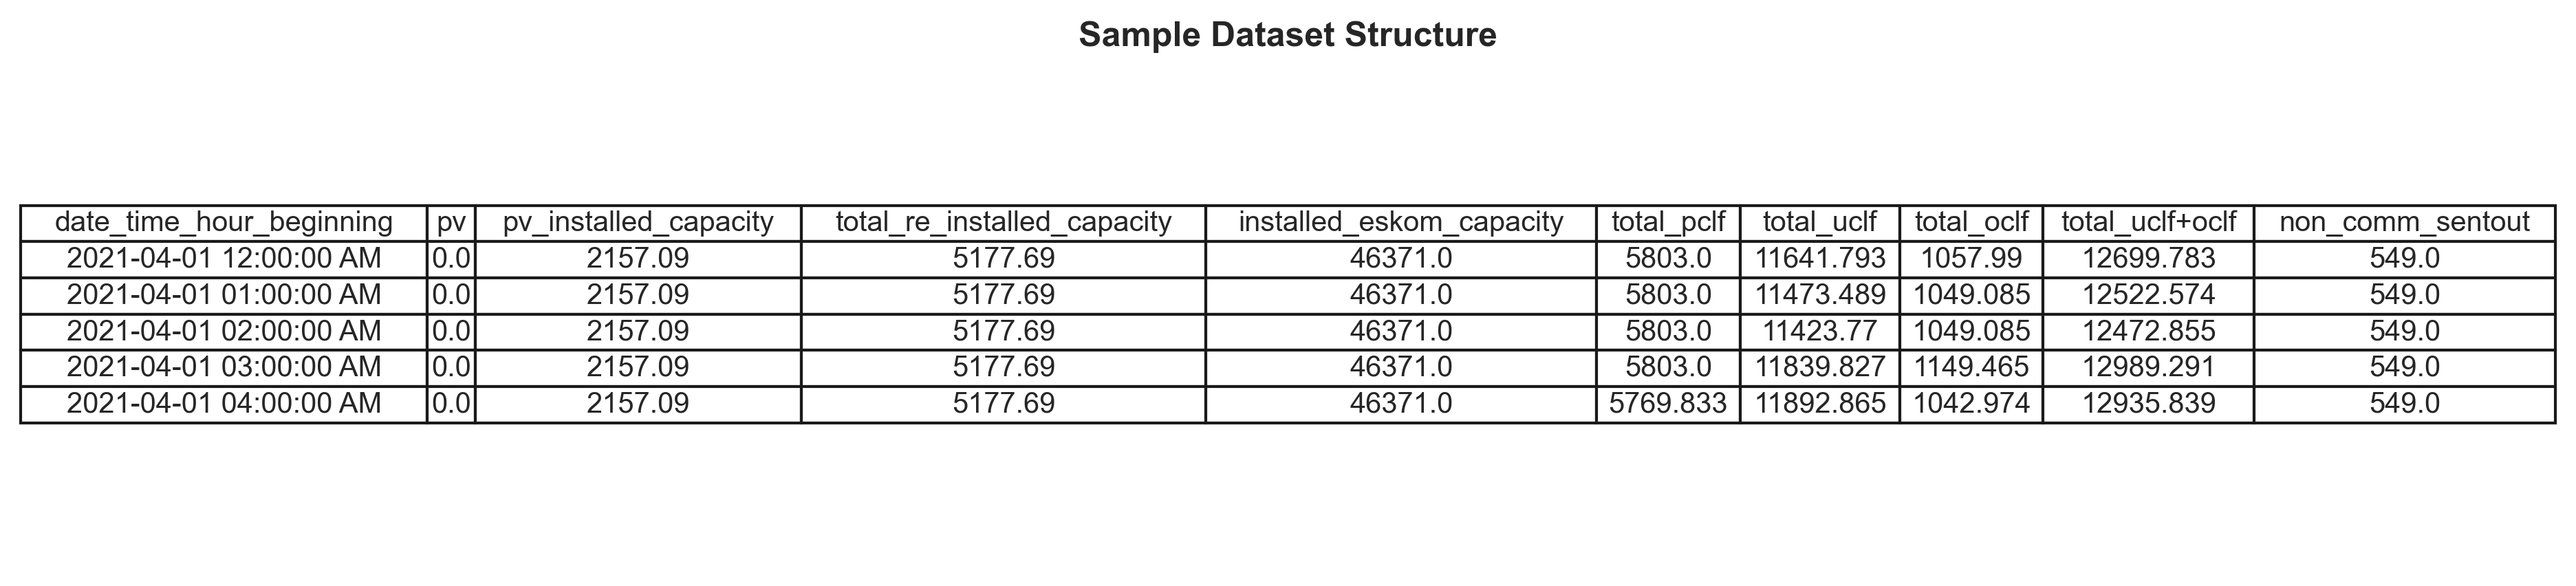 Sample Dataset Structure
date_time_hour_beginning pv pv_installed_capacity total_re_installed_capacity installed_eskom_capacity total_pclf total_uclf total_oclf total_uclf+oclf non_comm_sentout
2021-04-01 12:00:00 AM 0.0 2157.09 5177.69 46371.0 5803.0 11641.793 1057.99 12699.783 549.0
2021-04-01 01:00:00 AM 0.0 2157.09 5177.69 46371.0 5803.0 11473.489 1049.085 12522.574 549.0
2021-04-01 02:00:00 AM 0.0 2157.09 5177.69 46371.0 5803.0 11423.77 1049.085 12472.855 549.0
2021-04-01 03:00:00 AM 0.0 2157.09 5177.69 46371.0 5803.0 11839.827 1149.465 12989.291 549.0
2021-04-01 04:00:00 AM 0.0 2157.09 5177.69 46371.0 5769.833 11892.865 1042.974 12935.839 549.0